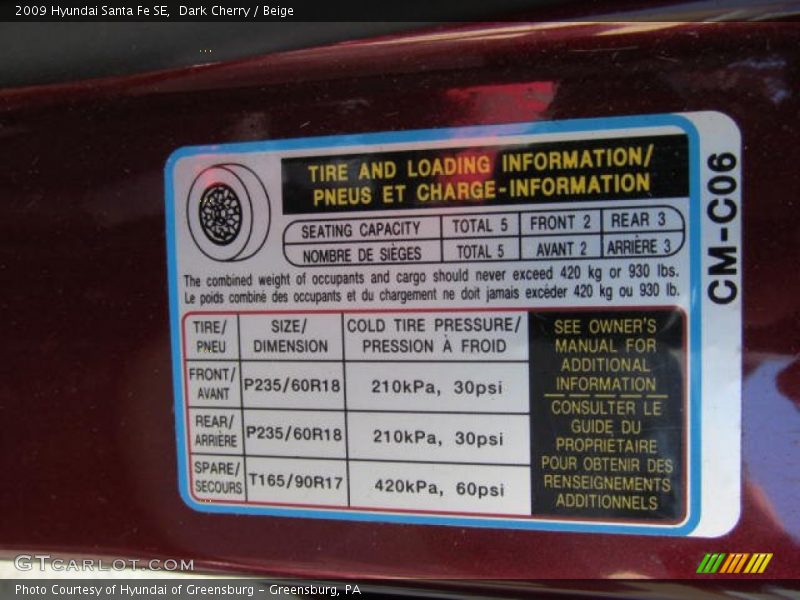 2009 Hyundai Santa Fe SE,  Dark Cherry / Beige
TIRE AND LOADING INFORMATION/
PNEUS ET CHARGE-INFORMATION
SEATING CAPACITY TOTAL 5 FRONT 2 REAR 3
NOMBRE DE SIÈGES TOTAL 5 AVANT 2 ARRIÈRE 3
The combined weight of occupants and cargo should never exceed 420 kg or 930 lbs.
Le poids combiné des occupants et du chargement ne doit jamais excéder 420 kg ou 930 lb.
CM-C06
TIRE/ SIZE/ COLD TIRE PRESSURE/
PNEU DIMENSION PRESSION À FROID
FRONT/
AVANT P235/60R18 210kPa, 30psi
REAR/
ARRIÈRE P235/60R18 210kPa, 30psi
SPARE/
SECOURS T165/90R17 420kPa, 60psi
SEE OWNER'S
MANUAL FOR
ADDITIONAL
INFORMATION
CONSULTER LE
GUIDE DU
PROPRIETAIRE
POUR OBTENIR DES
RENSEIGNEMENTS
ADDITIONNELS
GTCARLOT.COM
Photo Courtesy of Hyundai of Greensburg - Greensburg, PA